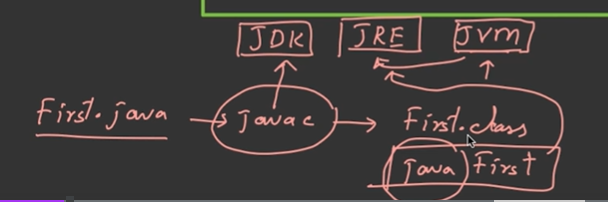 JDK JRE JVM
First.java javac First.class
java First